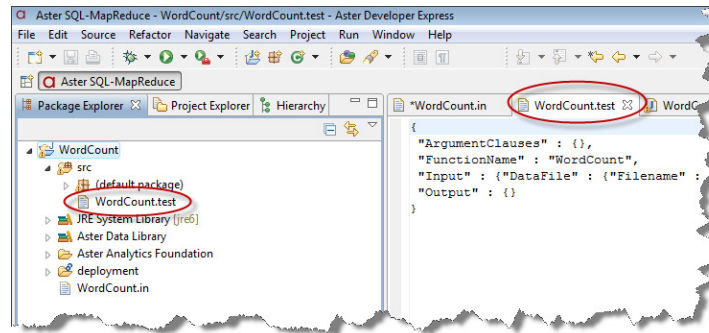 Aster SQL-MapReduce - WordCount/src/WordCount.test - Aster Developer Express
File Edit Source Refactor Navigate Search Project Run Window Help
Aster SQL-MapReduce
Package Explorer Project Explorer Hierarchy
WordCount
src
(default package)
WordCount.test
JRE System Library [jre6]
Aster Data Library
Aster Analytics Foundation
deployment
WordCount.in
*WordCount.in WordCount.test WordC
{
"ArgumentClauses" : {},
"FunctionName" : "WordCount",
"Input" : {"DataFile" : {"Filename" :
"Output" : {}
}